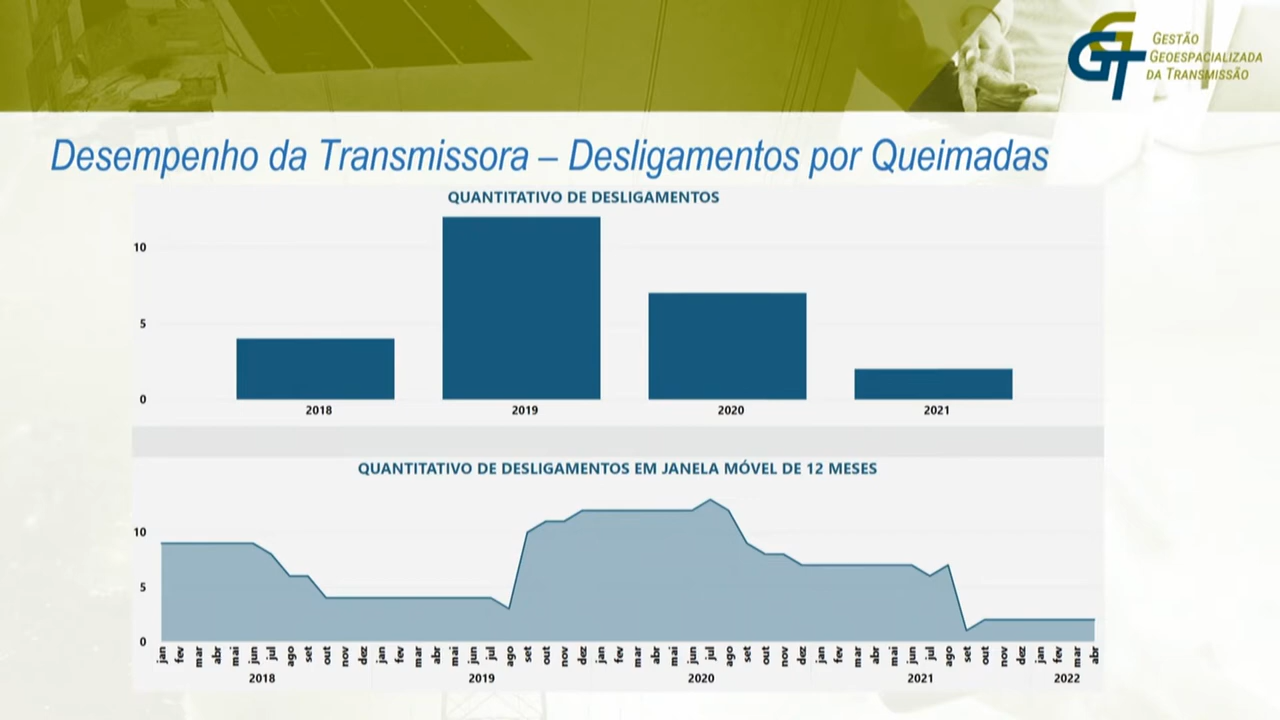 GT
GESTÃO
GEOESPACIALIZADA
DA TRANSMISSÃO
Desempenho da Transmissora – Desligamentos por Queimadas
QUANTITATIVO DE DESLIGAMENTOS
10
5
0
2018 2019 2020 2021
QUANTITATIVO DE DESLIGAMENTOS EM JANELA MÓVEL DE 12 MESES
10
5
0
jan fev mar abr mai jun jul ago set out nov dez jan fev mar abr mai jun jul ago set out nov dez jan fev mar abr mai jun jul ago set out nov dez jan fev mar abr mai jun jul ago set out nov dez jan fev mar abr
2018 2019 2020 2021 2022